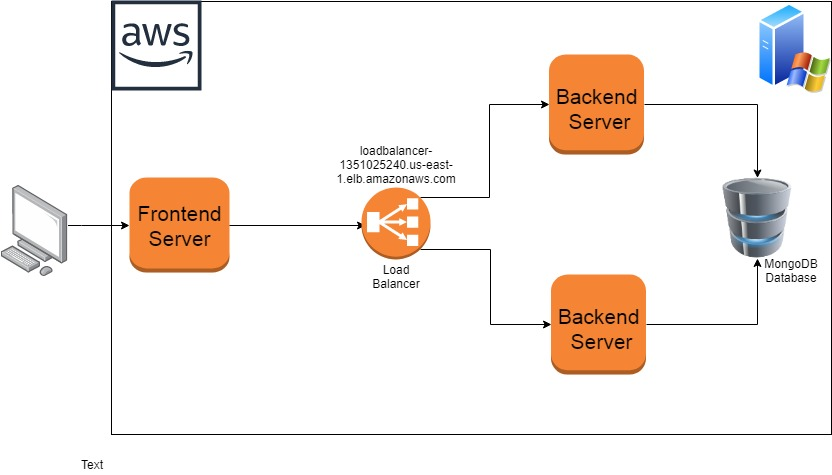 aws
Backend
Server
loadbalancer-
1351025240.us-east-
1.elb.amazonaws.com
Frontend
Server
Load
Balancer
MongoDB
Database
Backend
Server
Text